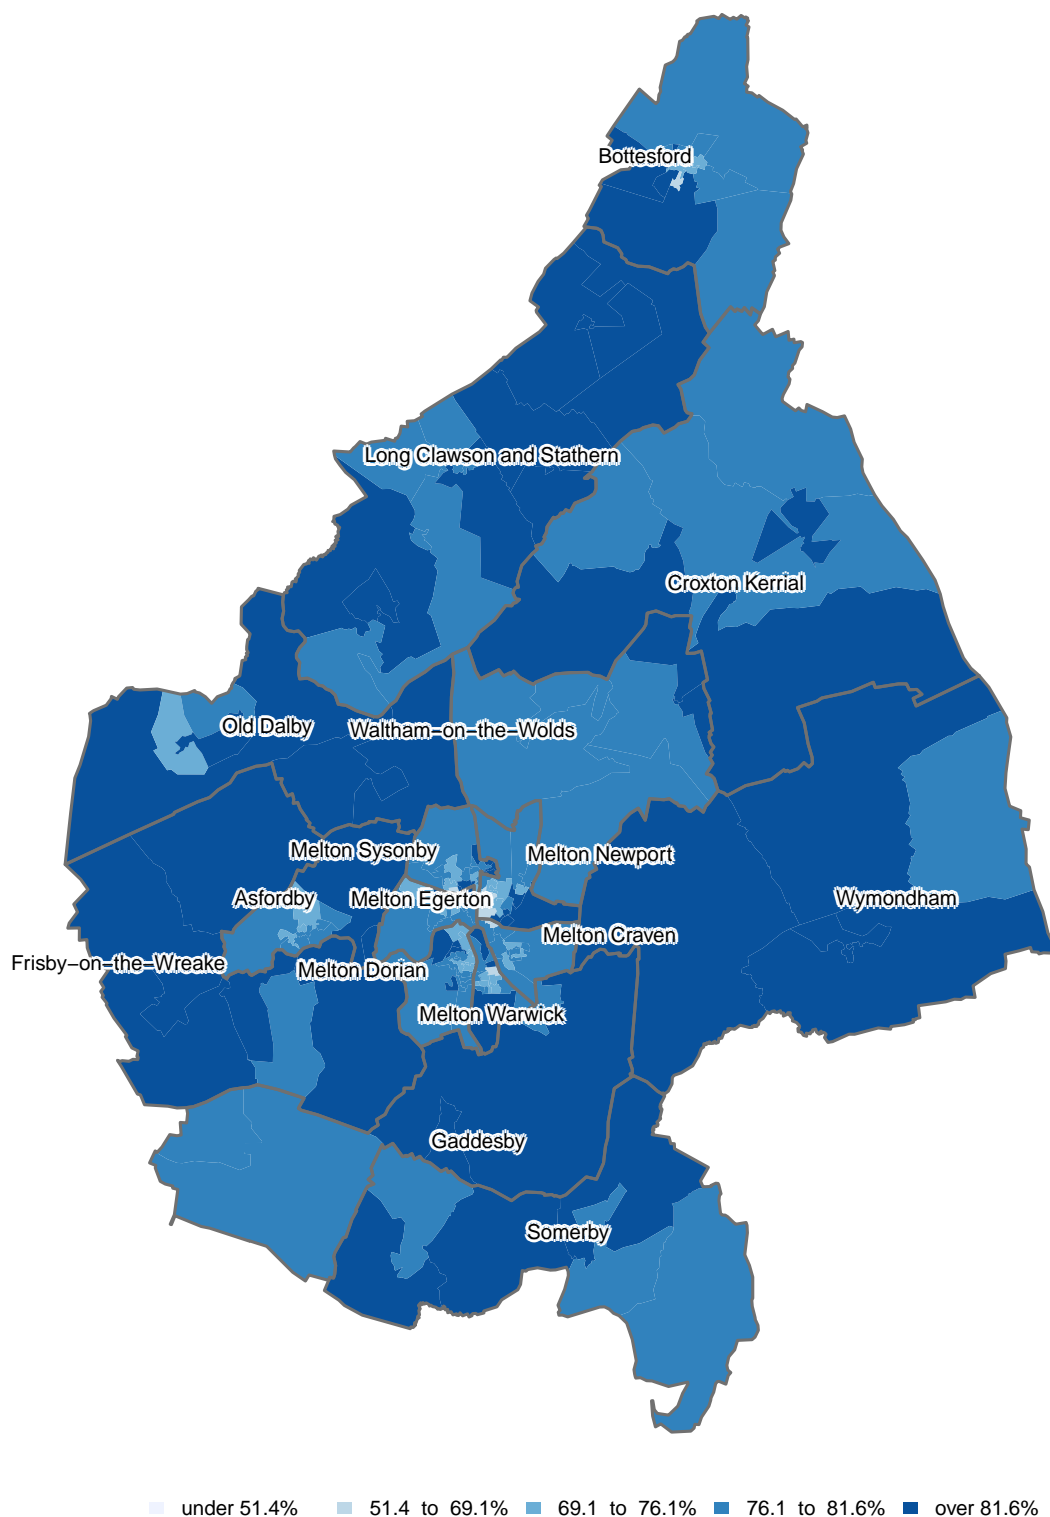 Bottesford
Long Clawson and Stathern
Croxton Kerrial
Old Dalby
Waltham−on−the−Wolds
Melton Sysonby
Melton Newport
Asfordby
Melton Egerton
Wymondham
Melton Craven
Frisby−on−the−Wreake
Melton Dorian
Melton Warwick
Gaddesby
Somerby
under 51.4%
51.4 to 69.1%
69.1 to 76.1%
76.1 to 81.6%
over 81.6%